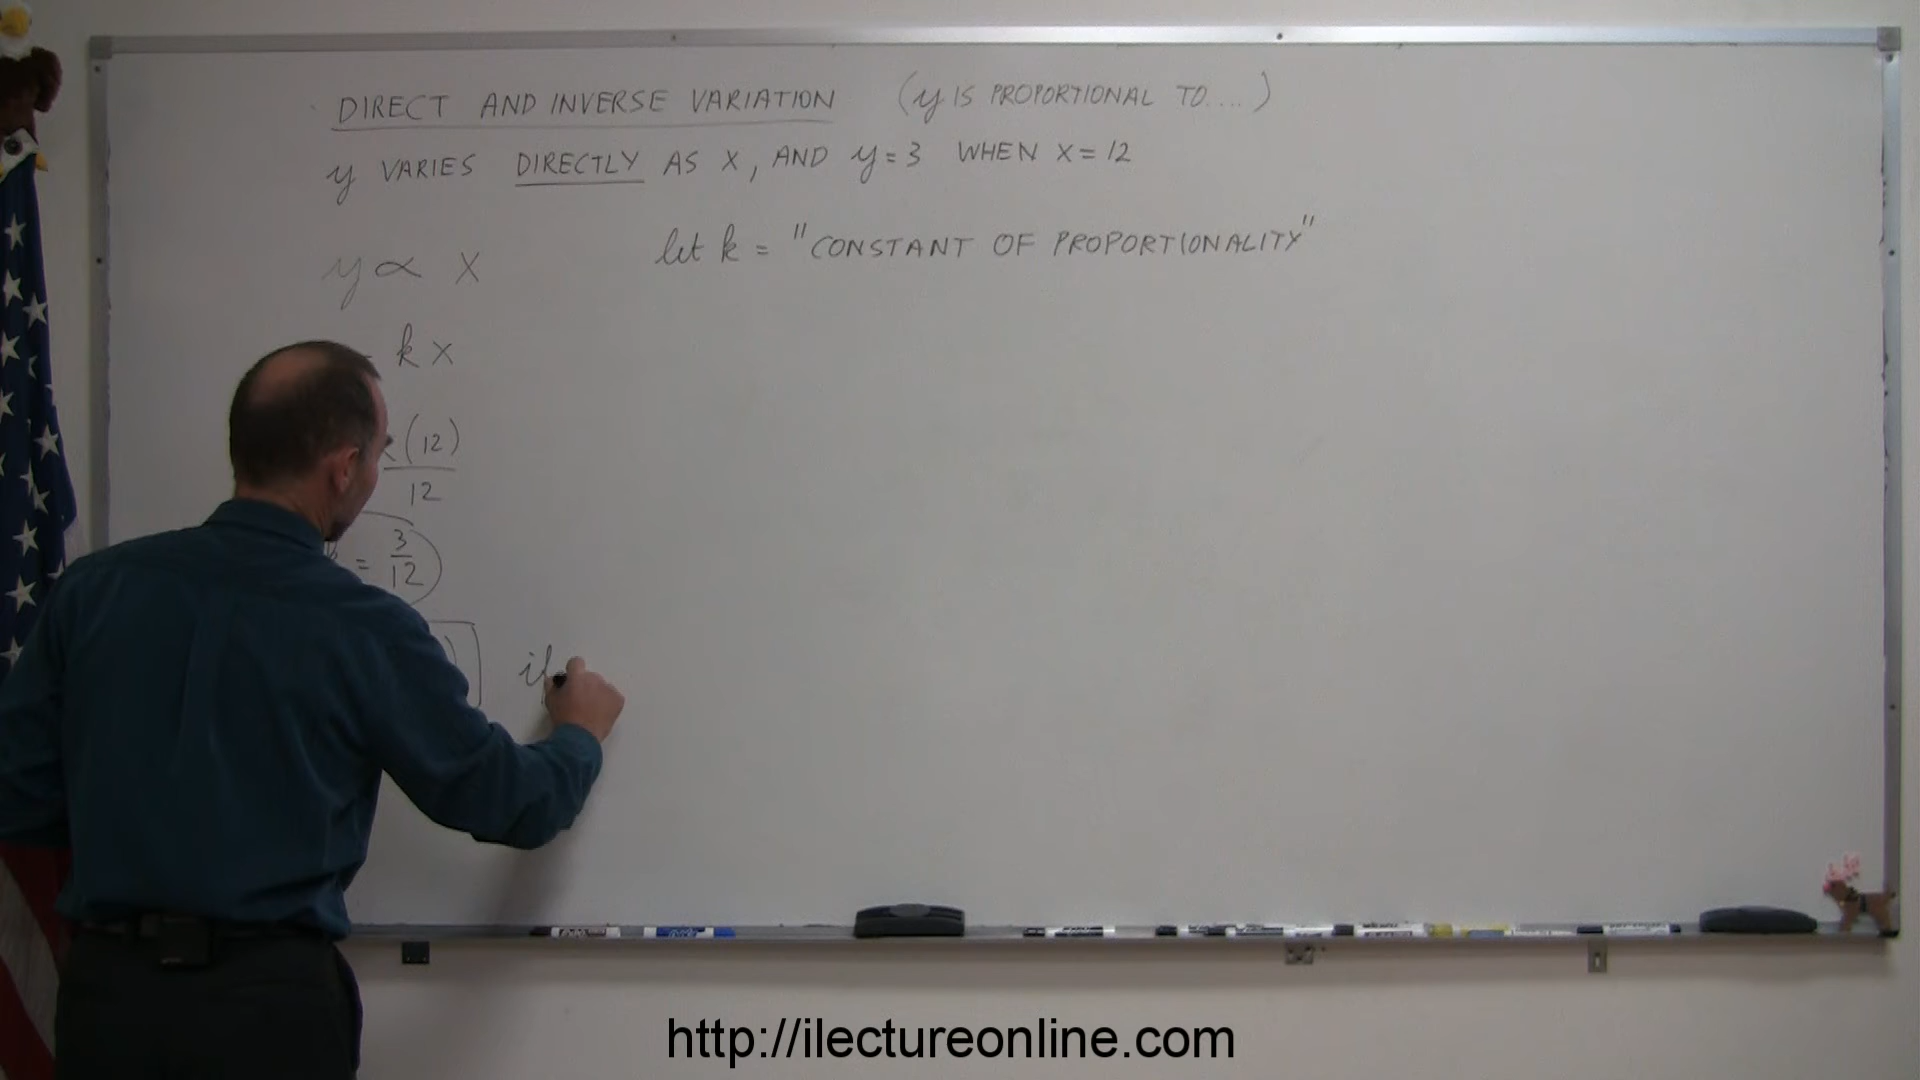 DIRECT AND INVERSE VARIATION (y IS PROPORTIONAL TO....)
y VARIES DIRECTLY AS X, AND y = 3 WHEN X = 12
y ∝ X
let k = "CONSTANT OF PROPORTIONALITY"
k x
(12)
12
= 3/12
if
http://ilectureonline.com